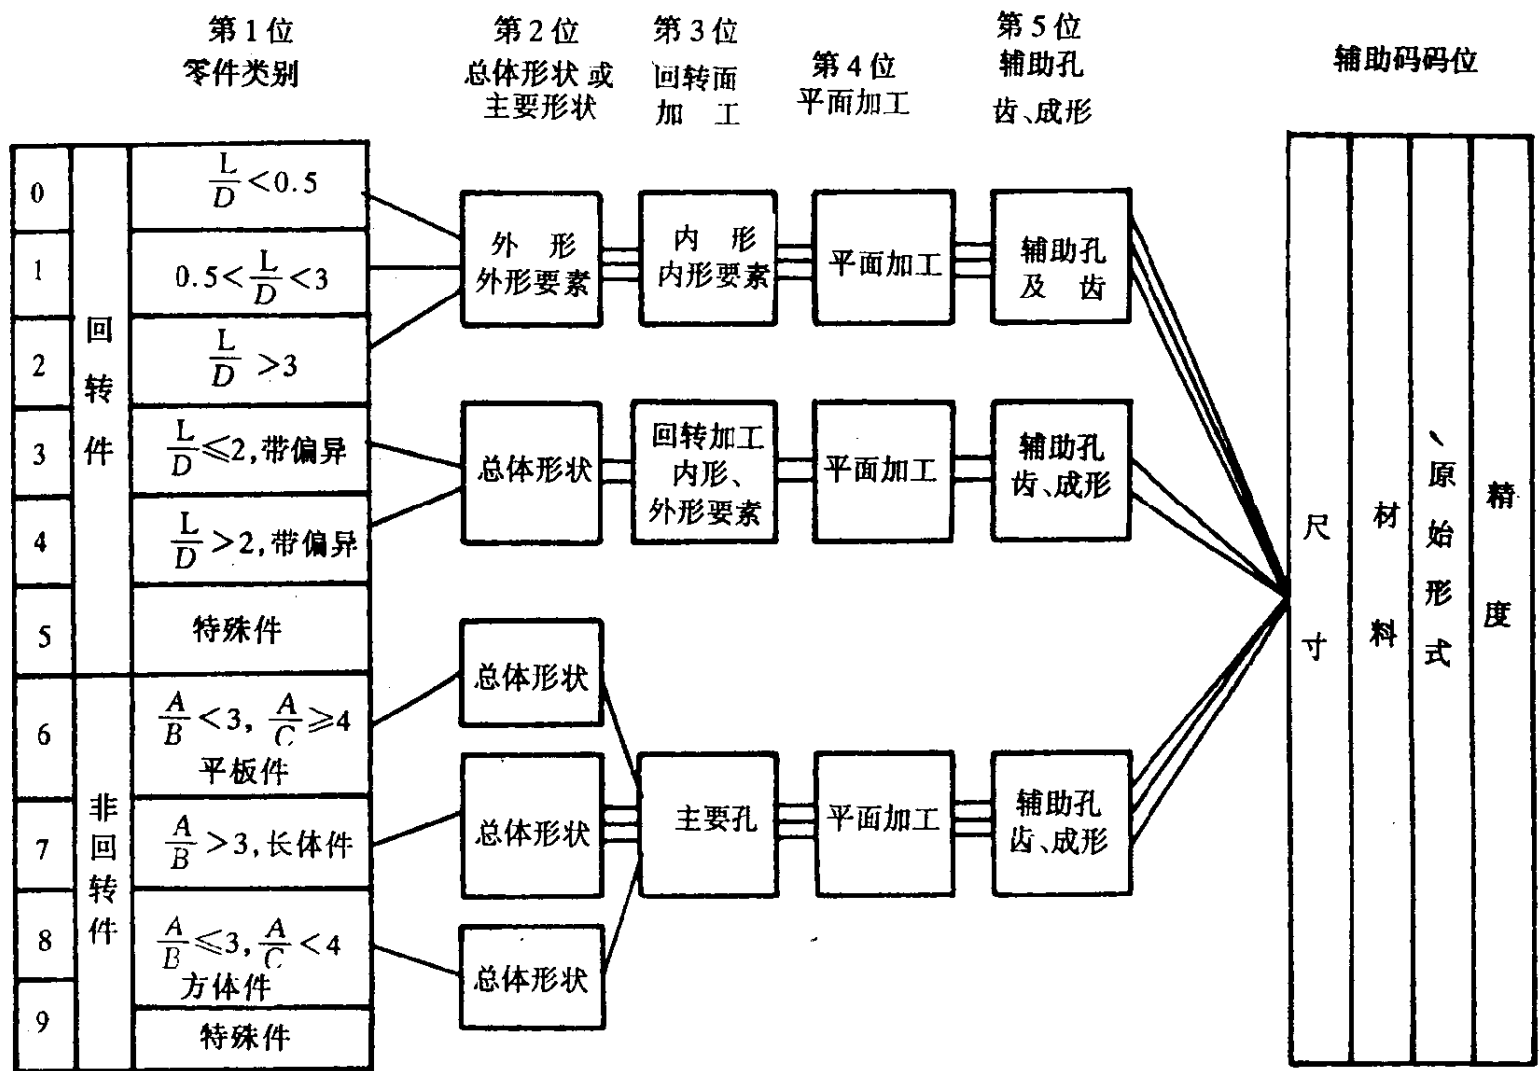 第1位
零件类别
第2位
总体形状或
主要形状
第3位
回转面
加 工
第4位
平面加工
第5位
辅助孔
齿、成形
辅助码码位
0
1
2
3
4
5
6
7
8
9
回转件
非回转件
L/D<0.5
0.5<L/D<3
L/D >3
L/D≤2,带偏异
L/D>2,带偏异
特殊件
A/B<3, A/C≥4
平板件
A/B>3,长体件
A/B≤3, A/C<4
方体件
特殊件
外 形
外形要素
内 形
内形要素
平面加工
辅助孔
及 齿
总体形状
回转加工
内形、
外形要素
平面加工
辅助孔
齿、成形
总体形状
总体形状
总体形状
主要孔
平面加工
辅助孔
齿、成形
尺寸
材料
原始形式
精度